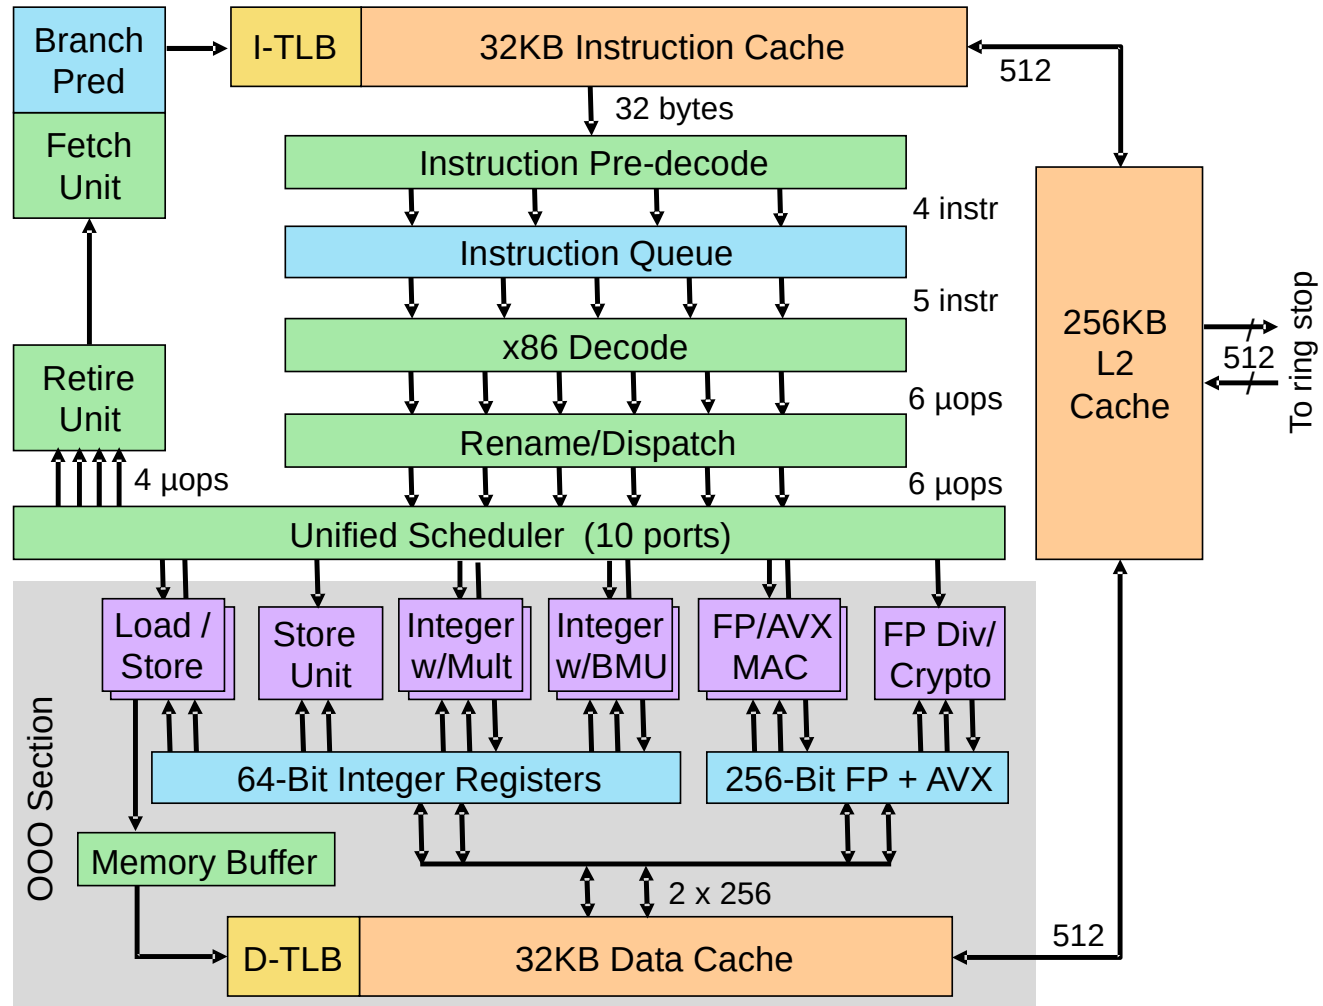 Branch
Pred
I-TLB
32KB Instruction Cache
512
32 bytes
Fetch
Unit
Instruction Pre-decode
4 instr
Instruction Queue
5 instr
x86 Decode
6 µops
Rename/Dispatch
6 µops
Retire
Unit
4 µops
256KB
L2
Cache
512
To ring stop
Unified Scheduler (10 ports)
Load /
Store
Store
Unit
Integer
w/Mult
Integer
w/BMU
FP/AVX
MAC
FP Div/
Crypto
OOO Section
64-Bit Integer Registers
256-Bit FP + AVX
Memory Buffer
2 x 256
D-TLB
32KB Data Cache
512